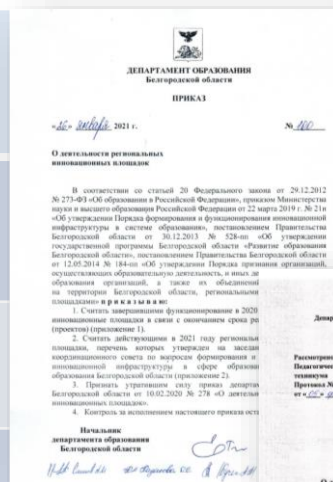 ДЕПАРТАМЕНТ ОБРАЗОВАНИЯ
Белгородской области
ПРИКАЗ
«26» января 2021 г. № 160
О деятельности региональных
инновационных площадок
В соответствии со статьей 20 Федерального закона от 29.12.2012
№ 273-ФЗ «Об образовании в Российской Федерации», приказом Министерства
науки и высшего образования Российской Федерации от 22 марта 2019 г. № 21н
«Об утверждении Порядка формирования и функционирования инновационной
инфраструктуры в системе образования», постановлением Правительства
Белгородской области от 30.12.2013 № 528-пп «Об утверждении
государственной программы Белгородской области «Развитие образования
Белгородской области», постановлением Правительства Белгородской области
от 12.05.2014 № 184-пп «Об утверждении Порядка признания организаций,
осуществляющих образовательную деятельность, и иных де
образования организаций, а также их объединени
на территории Белгородской области, региональными
площадками» п р и к а з ы в а ю:
1. Считать завершившими функционирование в 2020
инновационные площадки в связи с окончанием срока ре
(проектов) (приложение 1).
2. Считать действующими в 2021 году региональны
площадки, перечень которых утвержден на заседан
координационного совета по вопросам формирования и
инновационной инфраструктуры в сфере образован
образования Белгородской области (приложение 2).
3. Признать утратившим силу приказ департам
Белгородской области от 10.02.2020 № 278 «О деятельн
инновационных площадок».
4. Контроль за исполнением настоящего приказа оста
Начальник
департамента образования
Белгородской области
Депар
Рассмотрено
Педагогичес
техникума
Протокол №
от «